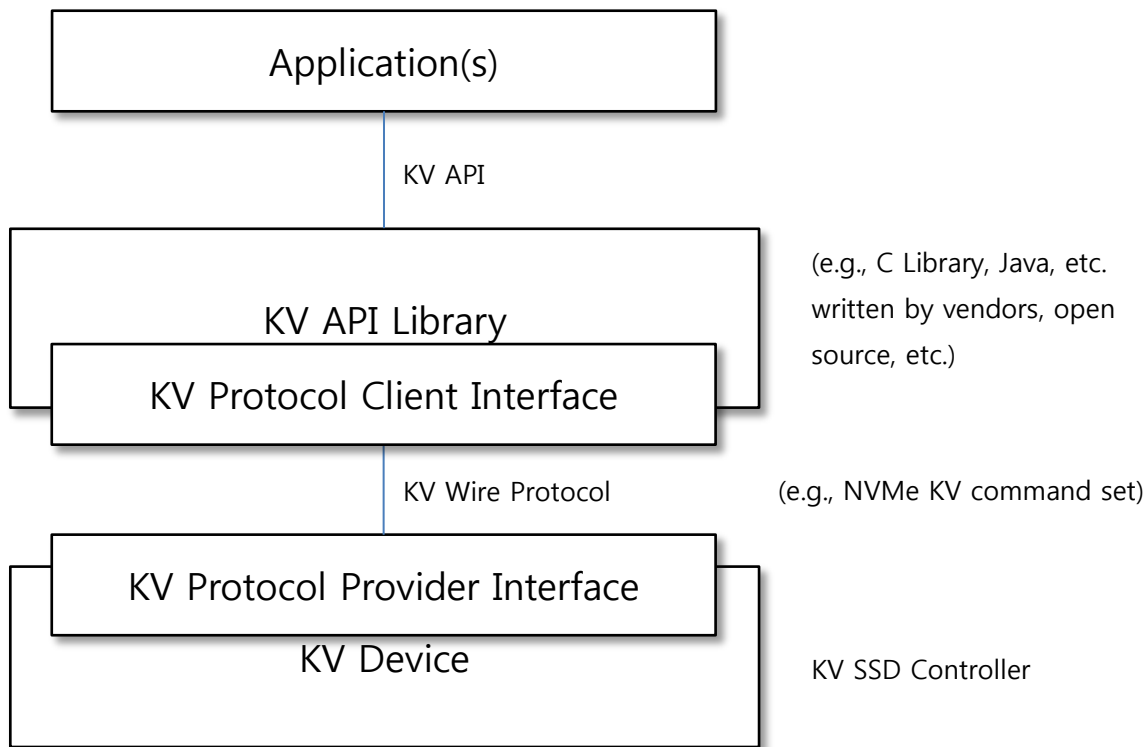 Application(s)
KV API
(e.g., C Library, Java, etc.
written by vendors, open
source, etc.)
KV API Library
KV Protocol Client Interface
KV Wire Protocol
(e.g., NVMe KV command set)
KV Protocol Provider Interface
KV Device
KV SSD Controller